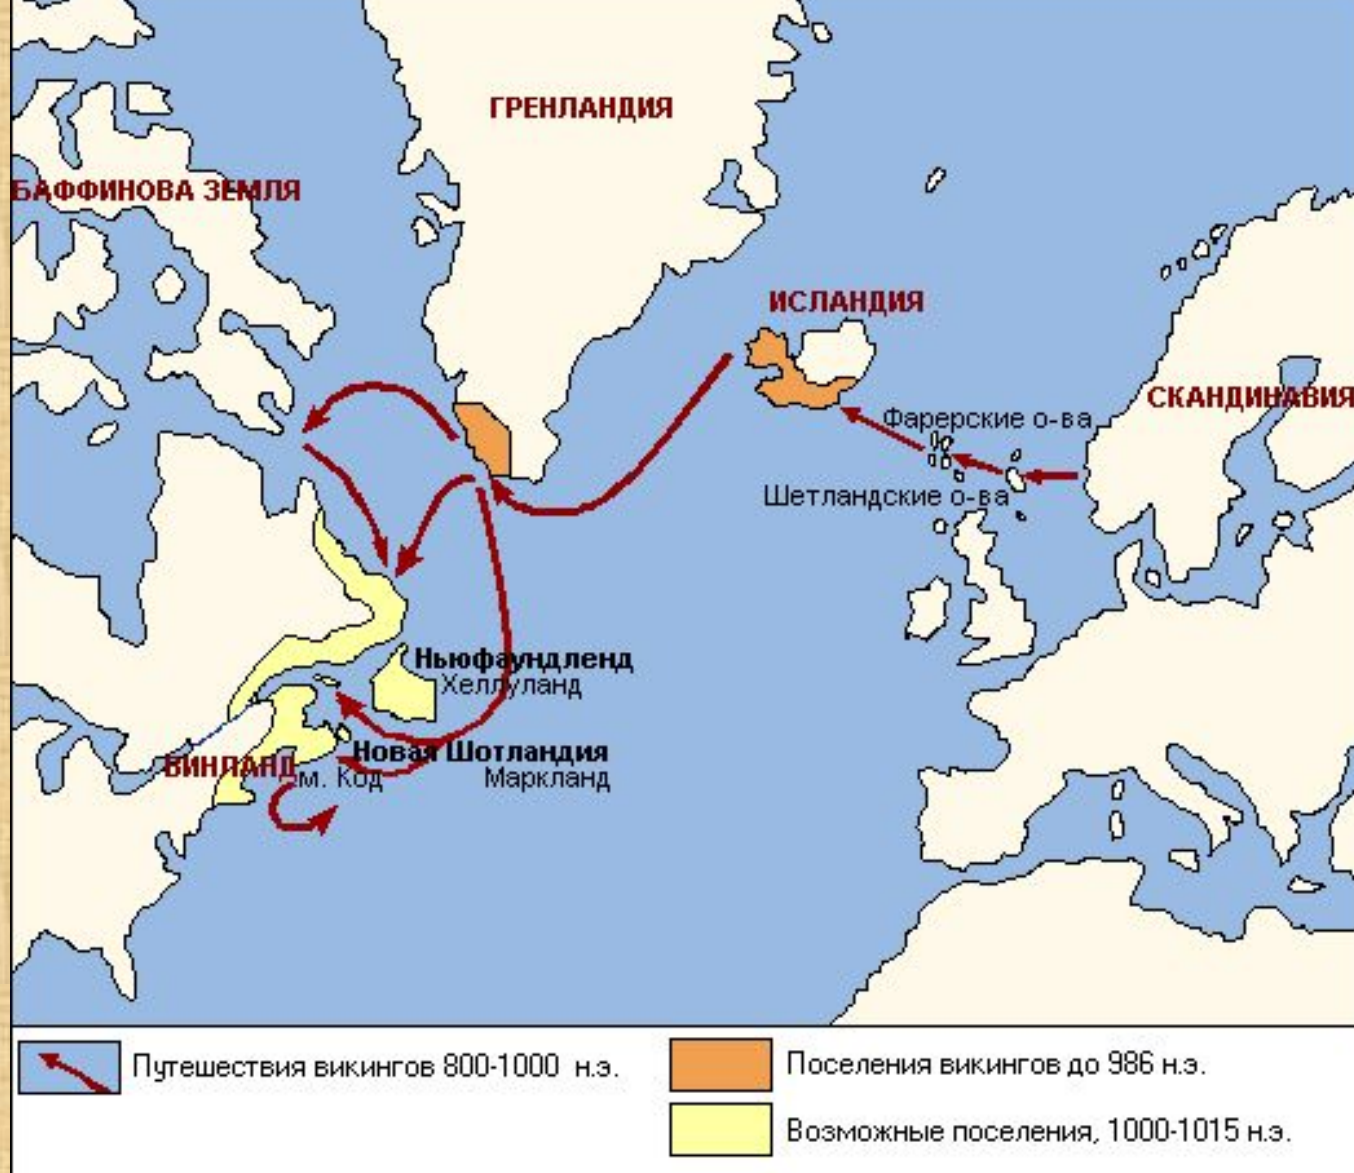 ГРЕНЛАНДИЯ
БАФФИНОВА ЗЕМЛЯ
ИСЛАНДИЯ
СКАНДИНАВИЯ
Фарерские о-ва
Шетландские о-ва
Ньюфаундленд
Хеллуланд
Новая Шотландия
ВИНЛАНД
м. Код
Маркланд
Путешествия викингов 800-1000 н.э.
Поселения викингов до 986 н.э.
Возможные поселения, 1000-1015 н.э.